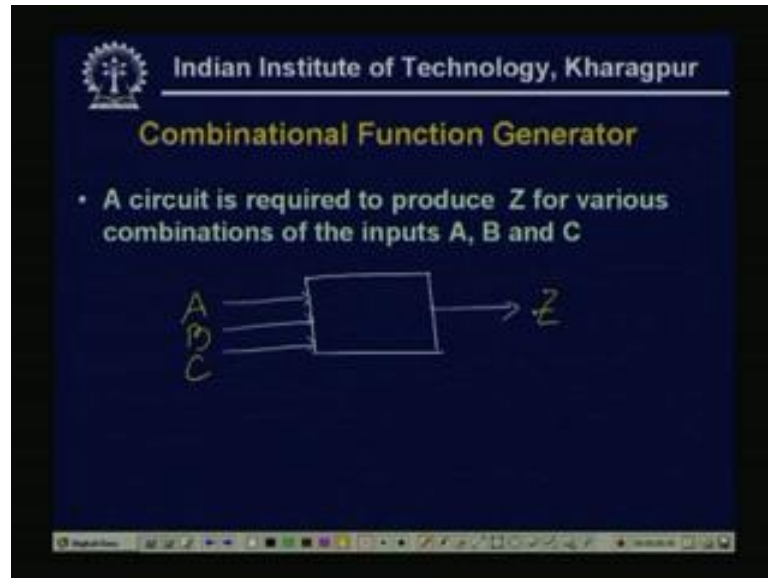 Indian Institute of Technology, Kharagpur
Combinational Function Generator
• A circuit is required to produce Z for various
combinations of the inputs A, B and C
A
B
C
Z